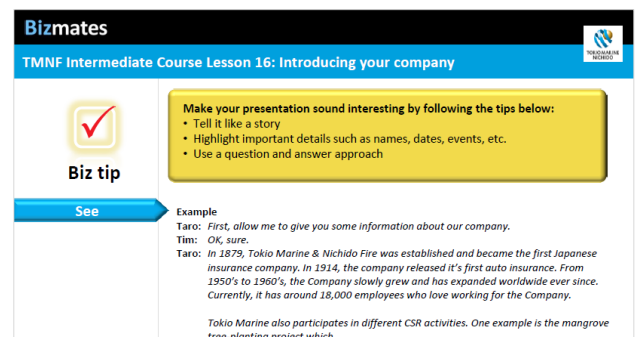 Bizmates
TOKIO MARINE
NICHIDO
TMNF Intermediate Course Lesson 16: Introducing your company
Make your presentation sound interesting by following the tips below:
• Tell it like a story
• Highlight important details such as names, dates, events, etc.
• Use a question and answer approach
Biz tip
See
Example
Taro: First, allow me to give you some information about our company.
Tim: OK, sure.
Taro: In 1879, Tokio Marine & Nichido Fire was established and became the first Japanese
insurance company. In 1914, the company released it's first auto insurance. From
1950's to 1960's, the Company slowly grew and has expanded worldwide ever since.
Currently, it has around 18,000 employees who love working for the Company.
Tokio Marine also participates in different CSR activities. One example is the mangrove
tree-planting project which